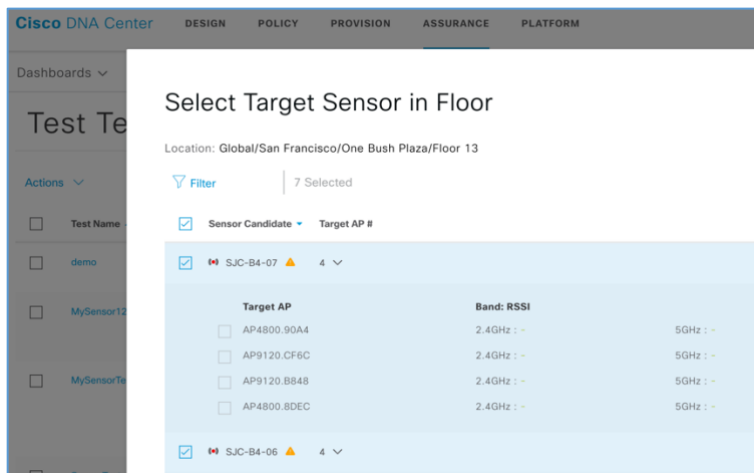 Cisco DNA Center DESIGN POLICY PROVISION ASSURANCE PLATFORM
Dashboards
Test Te
Actions
Test Name
demo
MySensor12
MySensorTe
Select Target Sensor in Floor
Location: Global/San Francisco/One Bush Plaza/Floor 13
Filter 7 Selected
Sensor Candidate Target AP #
SJC-B4-07 4
Target AP Band: RSSI
AP4800.90A4 2.4GHz : - 5GHz : -
AP9120.CF6C 2.4GHz : - 5GHz : -
AP9120.B848 2.4GHz : - 5GHz : -
AP4800.8DEC 2.4GHz : - 5GHz : -
SJC-B4-06 4